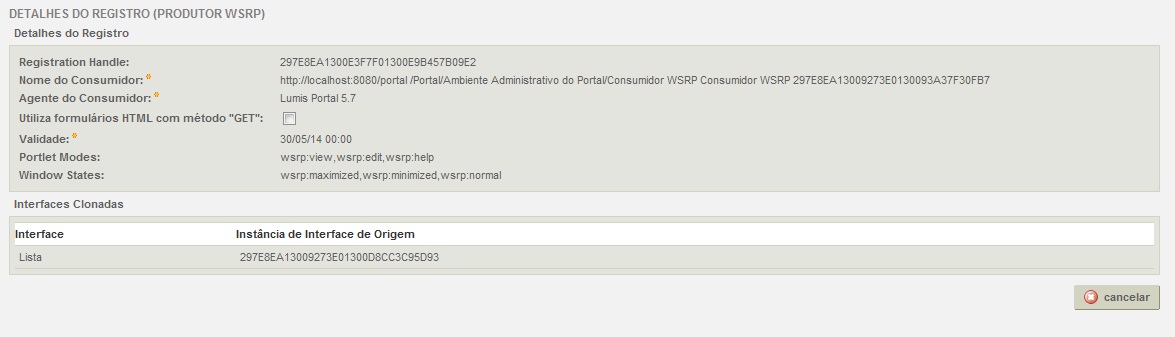 DETALHES DO REGISTRO (PRODUTOR WSRP)
Detalhes do Registro
Registration Handle: 297E8EA1300E3F7F01300E9B457B09E2
Nome do Consumidor: * http://localhost:8080/portal /Portal/Ambiente Administrativo do Portal/Consumidor WSRP Consumidor WSRP 297E8EA13009273E0130093A37F30FB7
Agente do Consumidor: * Lumis Portal 5.7
Utiliza formulários HTML com método "GET":
Validade: * 30/05/14 00:00
Portlet Modes: wsrp:view,wsrp:edit,wsrp:help
Window States: wsrp:maximized,wsrp:minimized,wsrp:normal
Interfaces Clonadas
Interface Instância de Interface de Origem
Lista 297E8EA13009273E01300D8CC3C95D93
cancelar